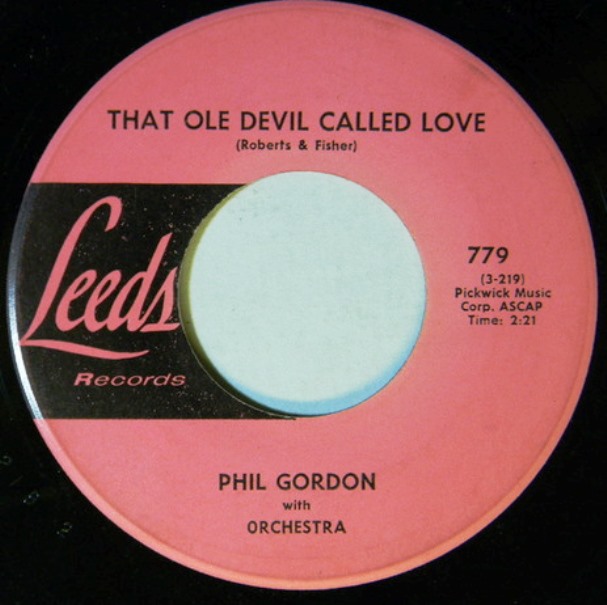 THAT OLE DEVIL CALLED LOVE
(Roberts & Fisher)
Leeds
Records
779
(3-219)
Pickwick Music
Corp. ASCAP
Time: 2:21
PHIL GORDON
with
ORCHESTRA